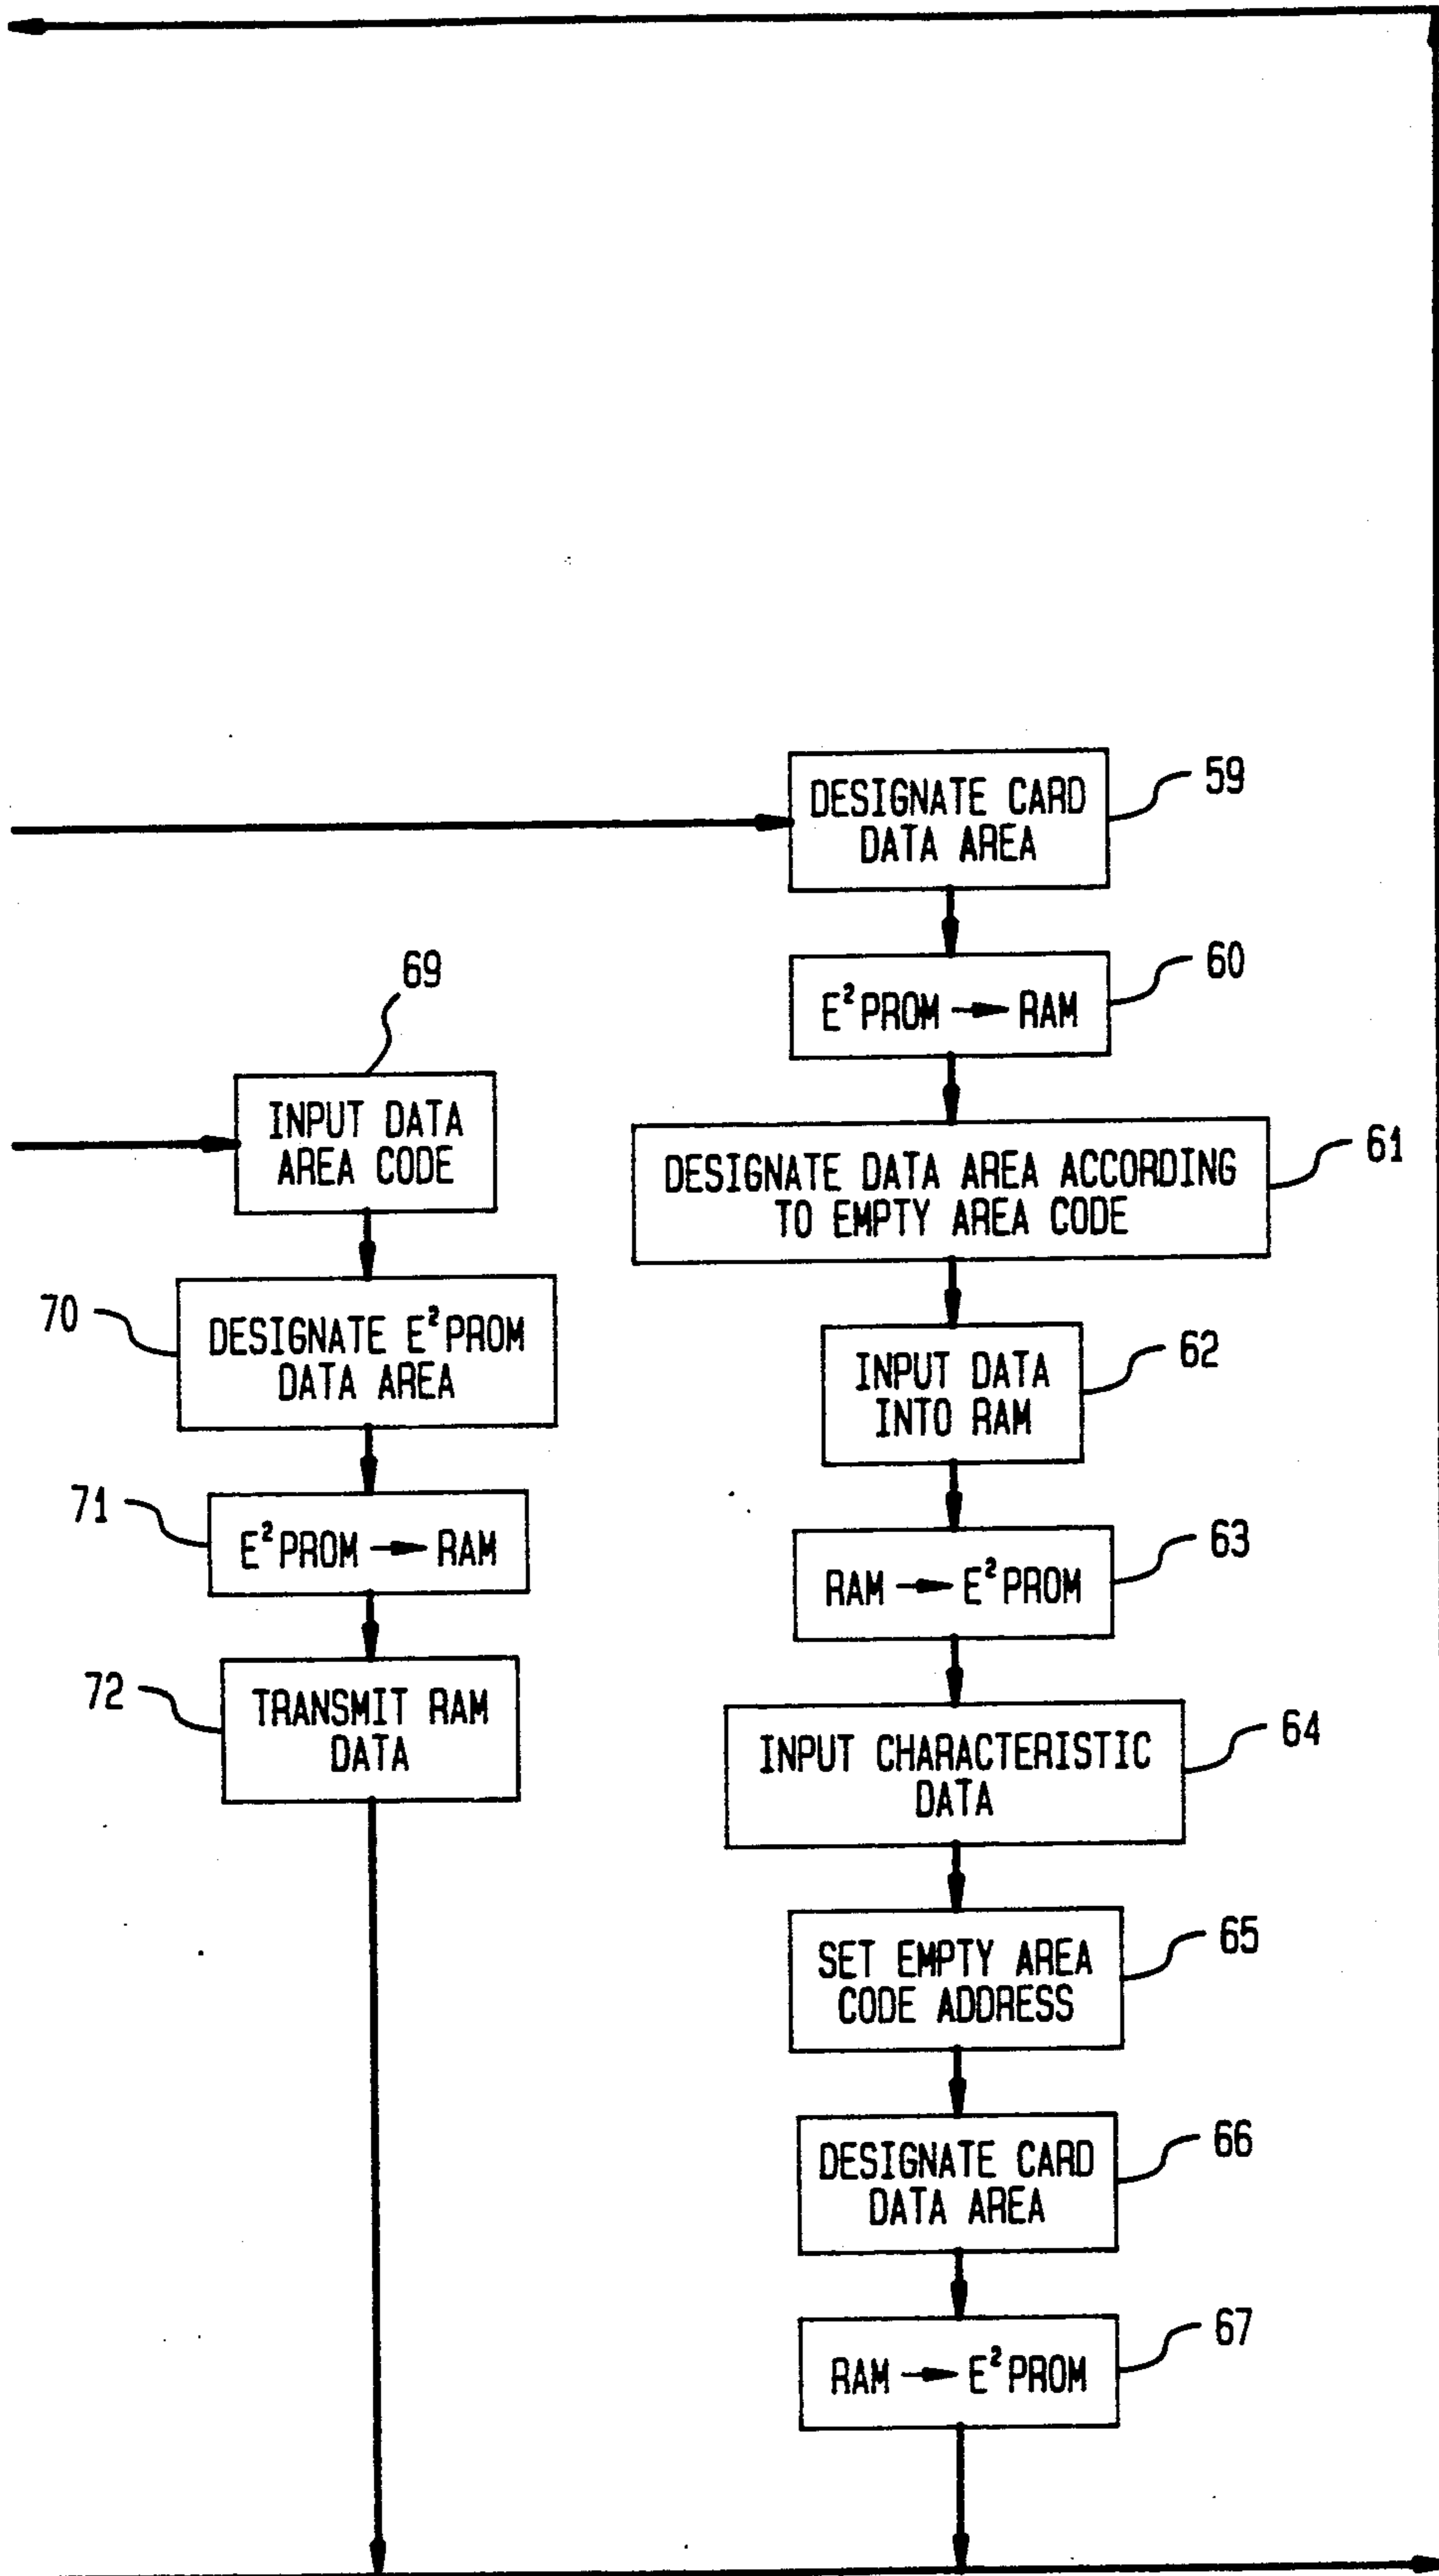 DESIGNATE CARD
DATA AREA
59
E²PROM → RAM
60
DESIGNATE DATA AREA ACCORDING
TO EMPTY AREA CODE
61
INPUT DATA
INTO RAM
62
RAM → E²PROM
63
INPUT CHARACTERISTIC
DATA
64
SET EMPTY AREA
CODE ADDRESS
65
DESIGNATE CARD
DATA AREA
66
RAM → E²PROM
67
69
INPUT DATA
AREA CODE
70
DESIGNATE E²PROM
DATA AREA
71
E²PROM → RAM
72
TRANSMIT RAM
DATA